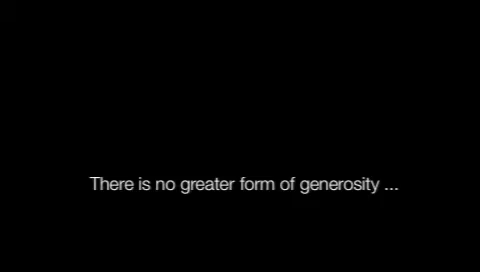 There is no greater form of generosity ...